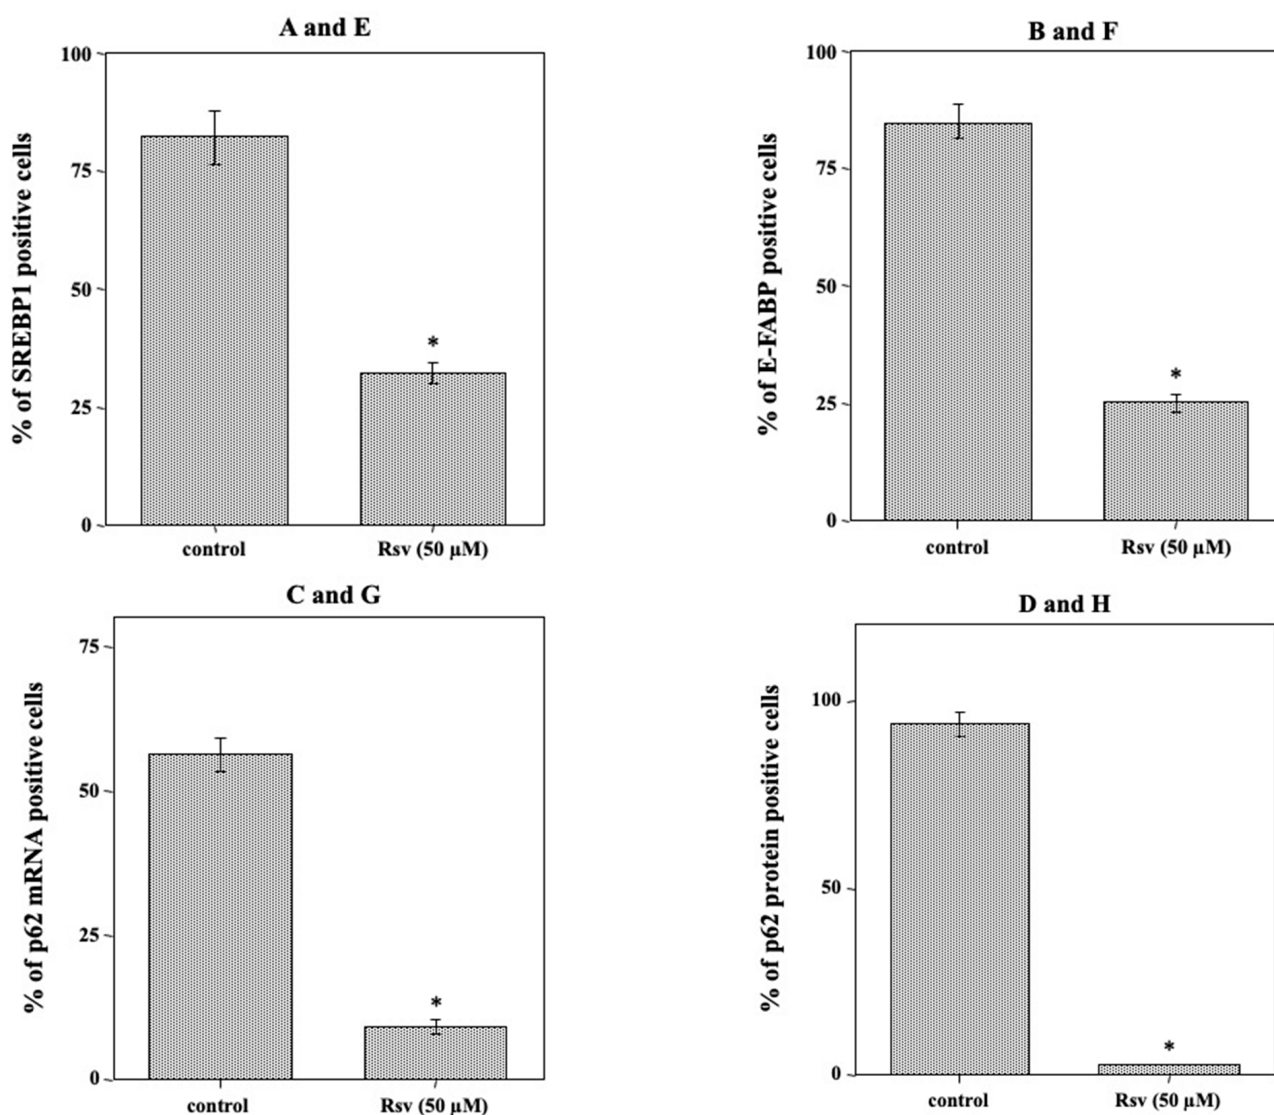 A and E
% of SREBP1 positive cells
100
75
50
25
0
control Rsv (50 µM)
*
B and F
% of E-FABP positive cells
100
75
50
25
0
control Rsv (50 µM)
*
C and G
% of p62 mRNA positive cells
75
50
25
0
control Rsv (50 µM)
*
D and H
% of p62 protein positive cells
100
50
0
control Rsv (50 µM)
*